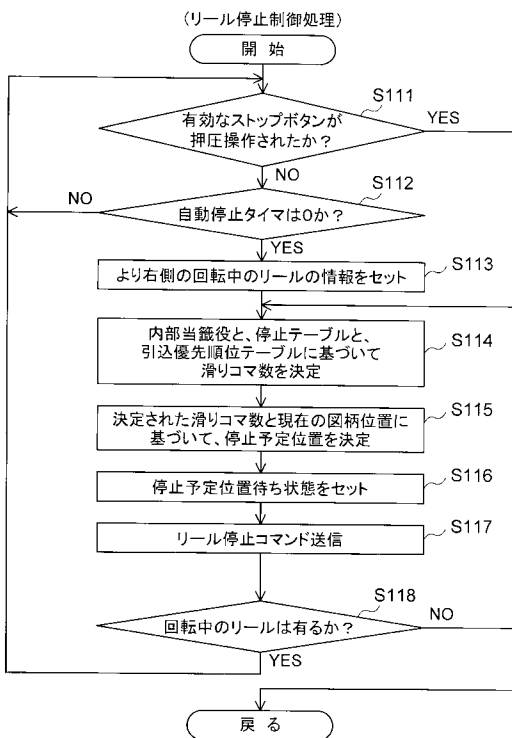 (リール停止制御処理)
開始
S111
有効なストップボタンが
押圧操作されたか?
YES
NO
S112
NO
自動停止タイマは0か?
YES
S113
より右側の回転中のリールの情報をセット
S114
内部当籤役と、停止テーブルと、
引込優先順位テーブルに基づいて
滑りコマ数を決定
S115
決定された滑りコマ数と現在の図柄位置に
基づいて、停止予定位置を決定
S116
停止予定位置待ち状態をセット
S117
リール停止コマンド送信
S118
回転中のリールは有るか?
NO
YES
戻る